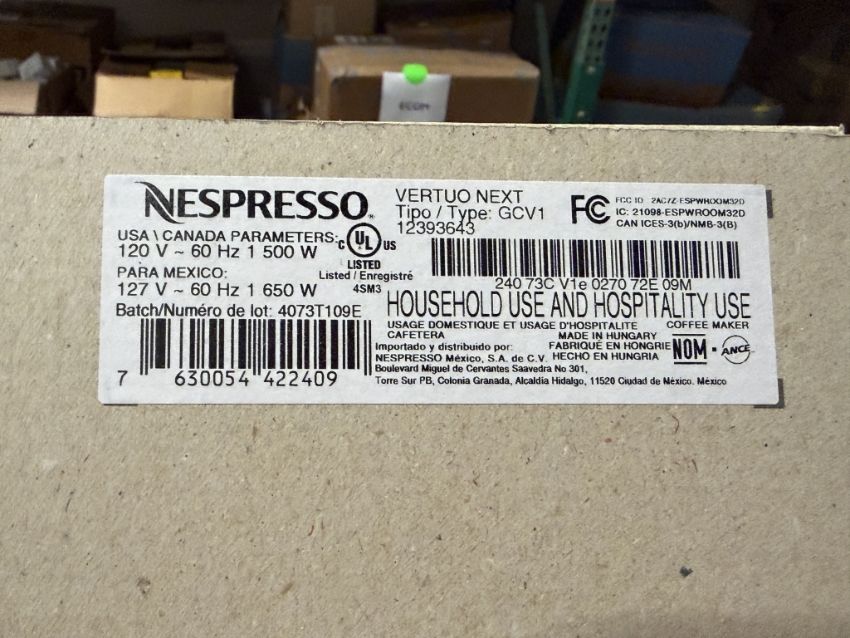 ECOM
NESPRESSO®
VERTUO NEXT
Tipo / Type: GCV1
12393643
FCC
FCC ID 2AC7Z-ESPWROOM32D
IC: 21098-ESPWROOM32D
CAN ICES-3(b)/NMB-3(B)
USA \ CANADA PARAMETERS:
120 V ~ 60 Hz 1 500 W
PARA MEXICO:
127 V ~ 60 Hz 1 650 W
Batch/Numéro de lot: 4073T109E
C UL US
LISTED
Listed / Enregistré
4SM3
240 73C V1e 0270 72E 09M
HOUSEHOLD USE AND HOSPITALITY USE
USAGE DOMESTIQUE ET USAGE D'HOSPITALITE COFFEE MAKER
CAFETERA MADE IN HUNGARY
Importado y distribuido por: FABRIQUÉ EN HONGRIE
NESPRESSO México, S.A. de C.V. HECHO EN HUNGRIA
Boulevard Miguel de Cervantes Saavedra No 301,
Torre Sur PB, Colonia Granada, Alcaldia Hidalgo, 11520 Ciudad de México. México
NOM - ANCE
7 630054 422409